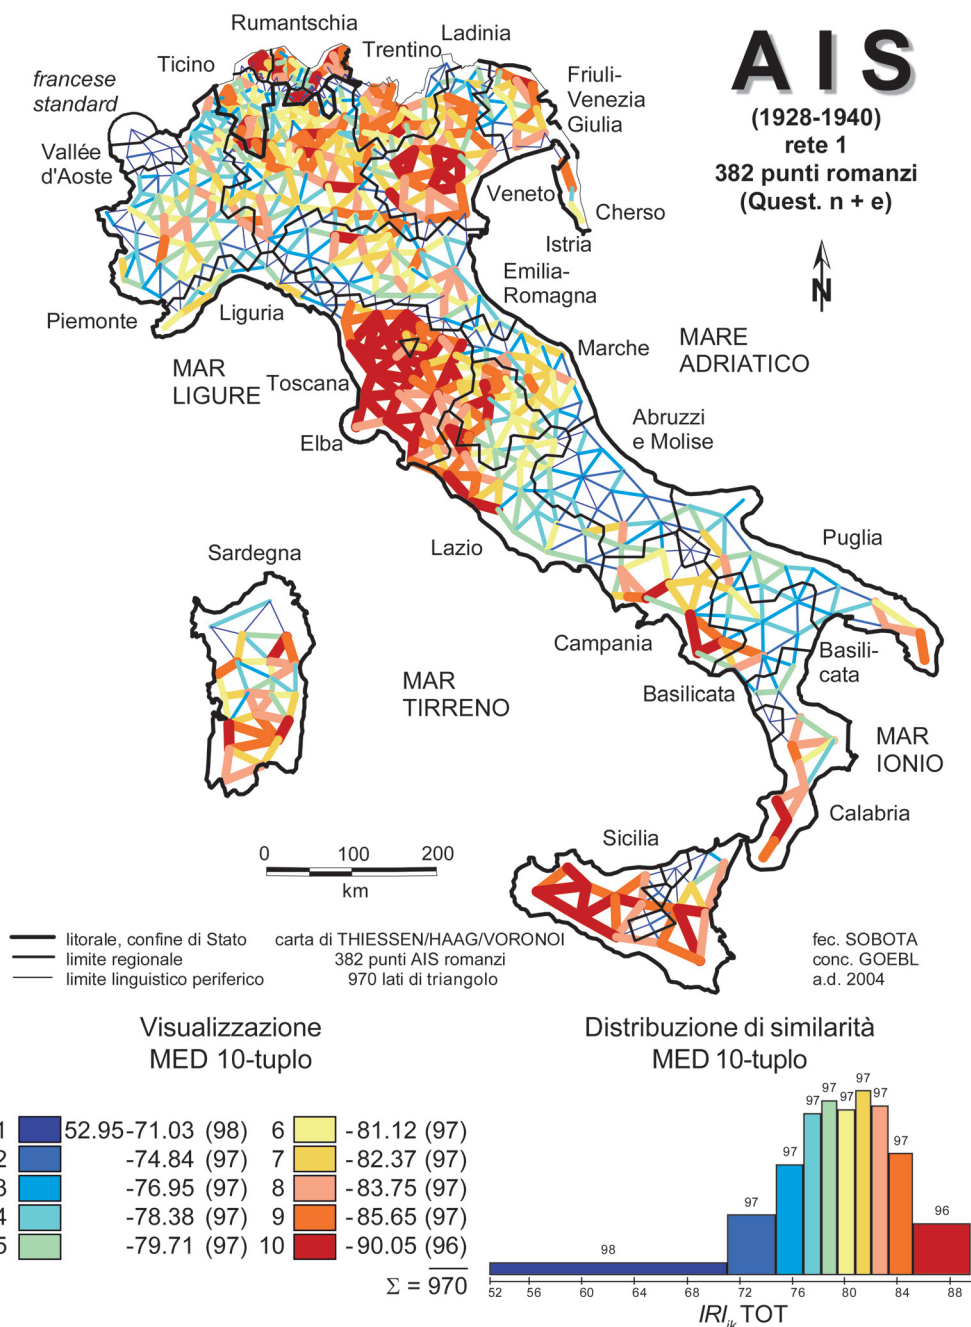 AIS
(1928-1940)
rete 1
382 punti romanzi
(Quest. n + e)
N
Rumantschia
Ladinia
Trentino
Ticino
francese
standard
Friuli-
Venezia
Giulia
Vallée
d'Aoste
Veneto
Cherso
Istria
Emilia-
Romagna
Piemonte
Liguria
MAR
LIGURE
Toscana
Marche
MARE
ADRIATICO
Elba
Abruzzi
e Molise
Lazio
Puglia
Sardegna
Campania
Basilicata
Basili-
cata
MAR
TIRRENO
MAR
IONIO
Calabria
Sicilia
0 100 200
km
litorale, confine di Stato
limite regionale
limite linguistico periferico
carta di THIESSEN/HAAG/VORONOI
382 punti AIS romanzi
970 lati di triangolo
fec. SOBOTA
conc. GOEBL
a.d. 2004
Visualizzazione
MED 10-tuplo
1 52.95-71.03 (98)
2 -74.84 (97)
3 -76.95 (97)
4 -78.38 (97)
5 -79.71 (97)
6 -81.12 (97)
7 -82.37 (97)
8 -83.75 (97)
9 -85.65 (97)
10 -90.05 (96)
Σ = 970
Distribuzione di similarità
MED 10-tuplo
98 97 97 97 97 97 97 97 97 96
52 56 60 64 68 72 76 80 84 88
IRI_jk TOT